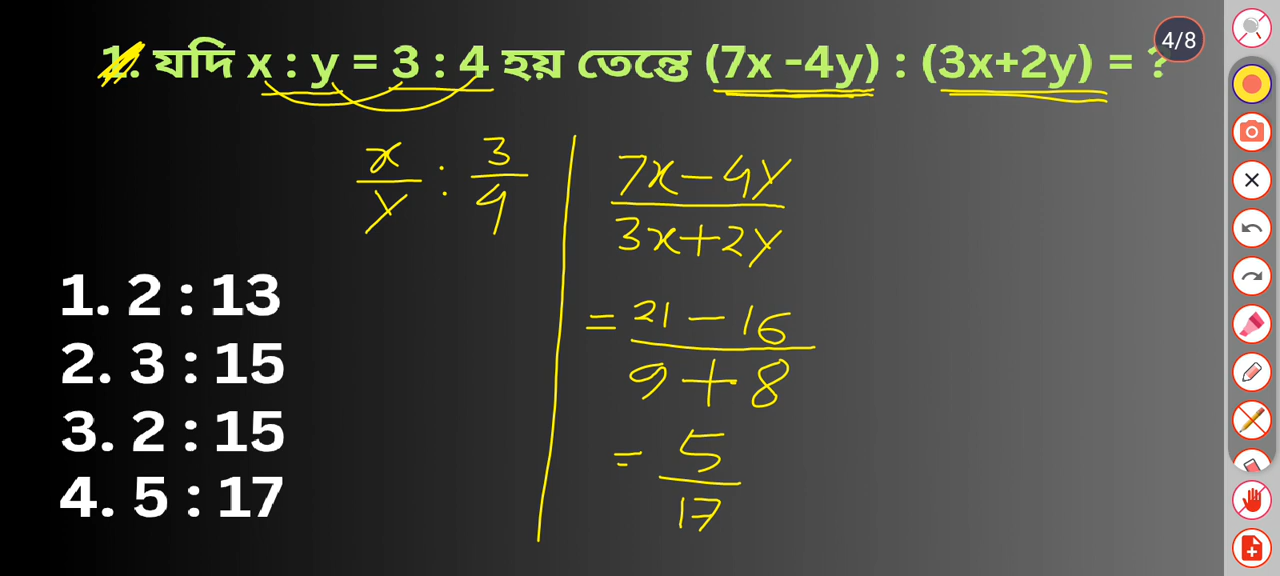 1. যদি x : y = 3 : 4 হয় তেন্তে (7x -4y) : (3x+2y) = ?
4/8
x/y : 3/4
7x-4y
3x+2y
= 21-16
9+8
= 5
17
1. 2 : 13
2. 3 : 15
3. 2 : 15
4. 5 : 17